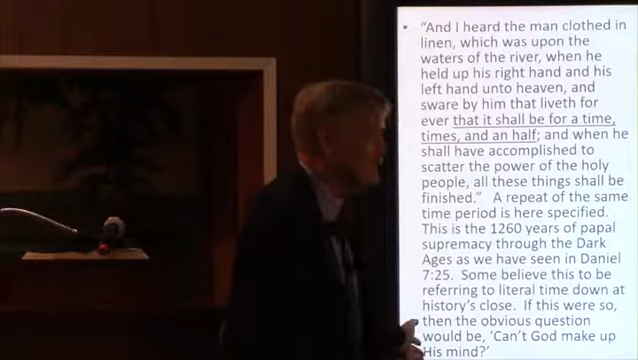 • “And I heard the man clothed in
linen, which was upon the
waters of the river, when he
held up his right hand and his
left hand unto heaven, and
sware by him that liveth for
ever that it shall be for a time,
times, and an half; and when he
shall have accomplished to
scatter the power of the holy
people, all these things shall be
finished.” A repeat of the same
time period is here specified.
This is the 1260 years of papal
supremacy through the Dark
Ages as we have seen in Daniel
7:25. Some believe this to be
referring to literal time down at
history’s close. If this were so,
then the obvious question
would be, ‘Can’t God make up
His mind?’